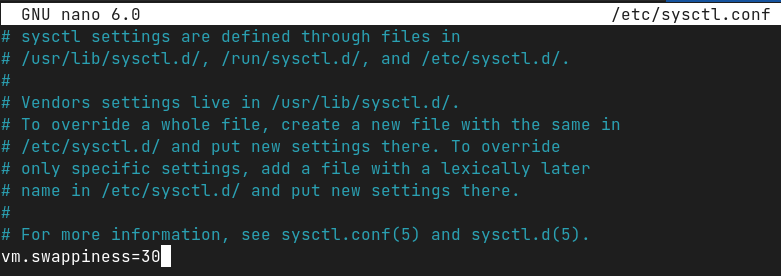 GNU nano 6.0 /etc/sysctl.conf
# sysctl settings are defined through files in
# /usr/lib/sysctl.d/, /run/sysctl.d/, and /etc/sysctl.d/.
#
# Vendors settings live in /usr/lib/sysctl.d/.
# To override a whole file, create a new file with the same in
# /etc/sysctl.d/ and put new settings there. To override
# only specific settings, add a file with a lexically later
# name in /etc/sysctl.d/ and put new settings there.
#
# For more information, see sysctl.conf(5) and sysctl.d(5).
vm.swappiness=30